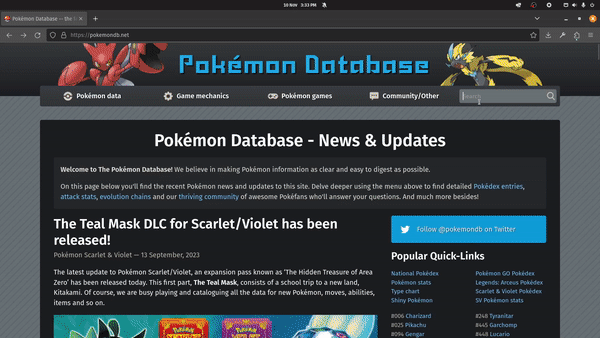 30 Nov 3:33 PM
Pokémon Database — the l
https://pokemondb.net
Pokémon Database
Pokémon data
Game mechanics
Pokémon games
Community/Other
Search
Pokémon Database - News & Updates
Welcome to The Pokémon Database! We believe in making Pokémon information as clear and easy to digest as possible.
On this page below you'll find the recent Pokémon news and updates to this site. Delve deeper using the menu above to find detailed Pokédex entries,
attack stats, evolution chains and our thriving community of awesome Pokéfans who'll answer your questions. And much more besides!
The Teal Mask DLC for Scarlet/Violet has been
released!
Pokémon Scarlet & Violet — 13 September, 2023
The latest update to Pokémon Scarlet/Violet, an expansion pass known as 'The Hidden Treasure of Area
Zero' has been released today. This first part, The Teal Mask, consists of a school trip to a new land,
Kitakami. Of course, we are busy playing and cataloguing all the data for new Pokémon, moves, abilities,
items and so on.
Follow @pokemondb on Twitter
Popular Quick-Links
National Pokédex
Pokémon stats
Type chart
Shiny Pokémon
Pokémon GO Pokédex
Legends: Arceus Pokédex
Scarlet & Violet Pokédex
SV Pokémon stats
#006 Charizard
#025 Pikachu
#094 Gengar
#248 Tyranitar
#445 Garchomp
#448 Lucario